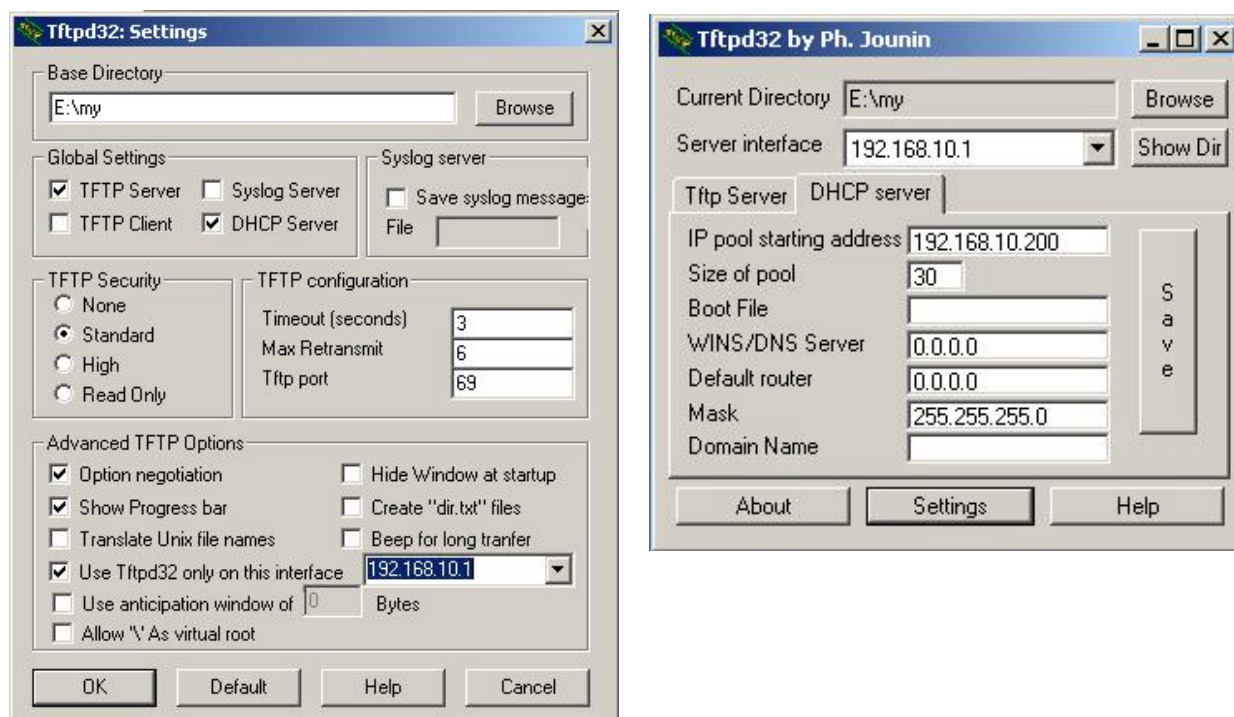 Tftpd32: Settings
Base Directory
E:\my
Browse
Global Settings
TFTP Server
Syslog Server
TFTP Client
DHCP Server
Syslog server
Save syslog message
File
TFTP Security
None
Standard
High
Read Only
TFTP configuration
Timeout (seconds)
3
Max Retransmit
6
Tftp port
69
Advanced TFTP Options
Option negotiation
Hide Window at startup
Show Progress bar
Create "dir.txt" files
Translate Unix file names
Beep for long tranfer
Use Tftpd32 only on this interface
192.168.10.1
Use anticipation window of
0
Bytes
Allow '\' As virtual root
OK
Default
Help
Cancel
Tftpd32 by Ph. Jounin
Current Directory
E:\my
Browse
Server interface
192.168.10.1
Show Dir
Tftp Server
DHCP server
IP pool starting address
192.168.10.200
Size of pool
30
Boot File
WINS/DNS Server
0.0.0.0
Default router
0.0.0.0
Mask
255.255.255.0
Domain Name
Save
About
Settings
Help